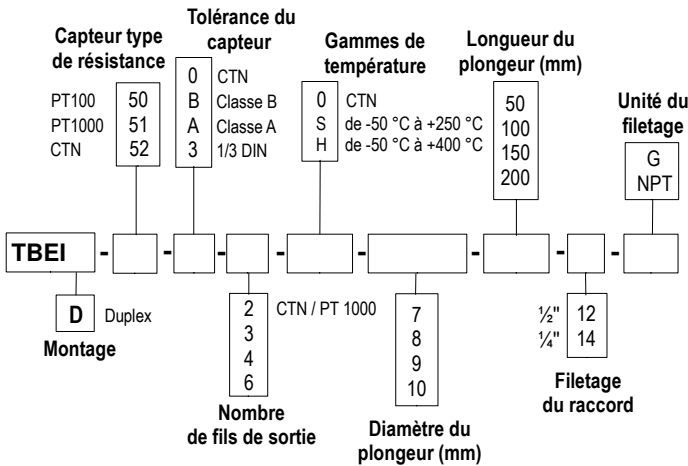 Capteur type
de résistance
PT100 50
PT1000 51
CTN 52
Tolérance du
capteur
0 CTN
B Classe B
A Classe A
3 1/3 DIN
Gammes de
température
0 CTN
S de -50 °C à +250 °C
H de -50 °C à +400 °C
Longueur du
plongeur (mm)
50
100
150
200
Unité du
filetage
G
NPT
TBEI - - - - - - - -
D Duplex
Montage
2 CTN / PT 1000
3
4
6
Nombre
de fils de sortie
7
8
9
10
Diamètre du
plongeur (mm)
½" 12
¼" 14
Filetage
du raccord